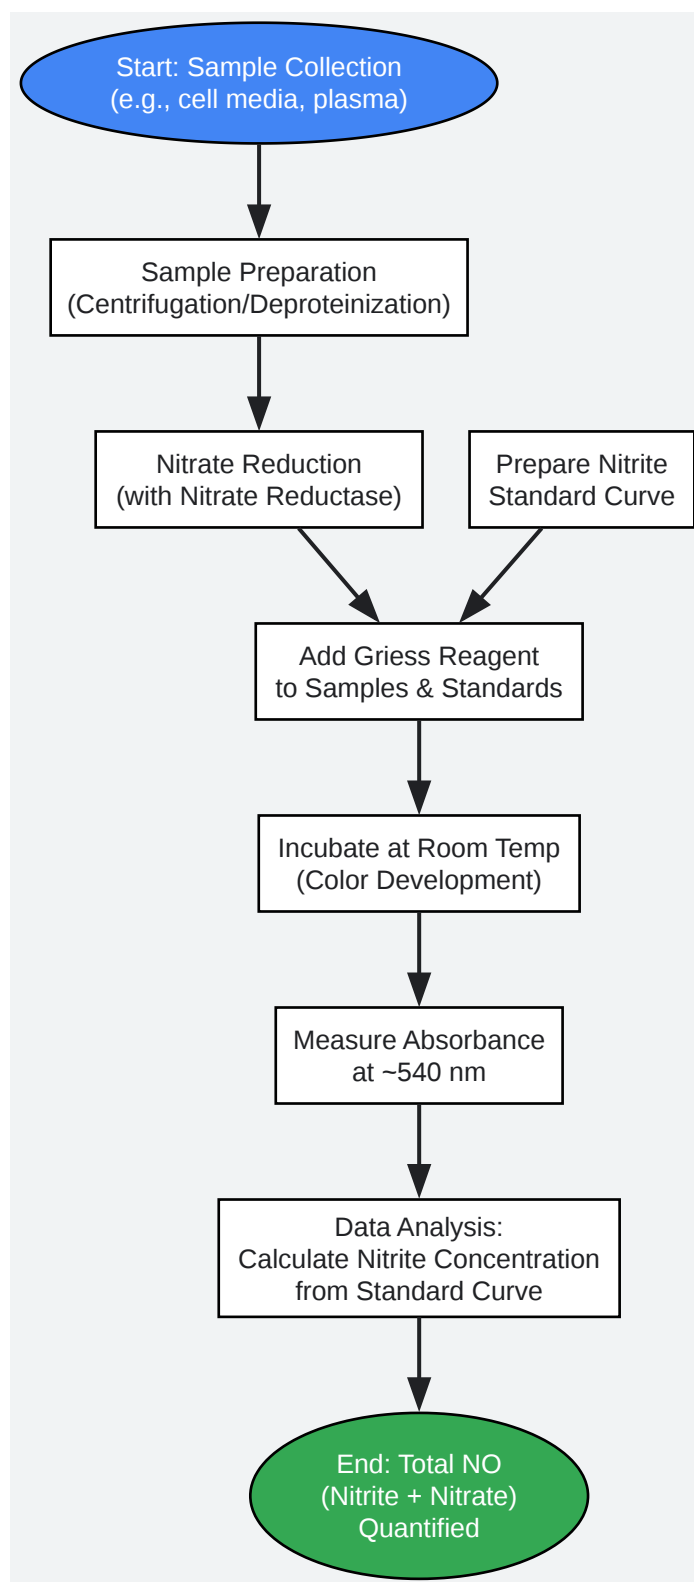 Start: Sample Collection
(e.g., cell media, plasma)
Sample Preparation
(Centrifugation/Deproteinization)
Nitrate Reduction
(with Nitrate Reductase)
Prepare Nitrite
Standard Curve
Add Griess Reagent
to Samples & Standards
Incubate at Room Temp
(Color Development)
Measure Absorbance
at ~540 nm
Data Analysis:
Calculate Nitrite Concentration
from Standard Curve
End: Total NO
(Nitrite + Nitrate)
Quantified